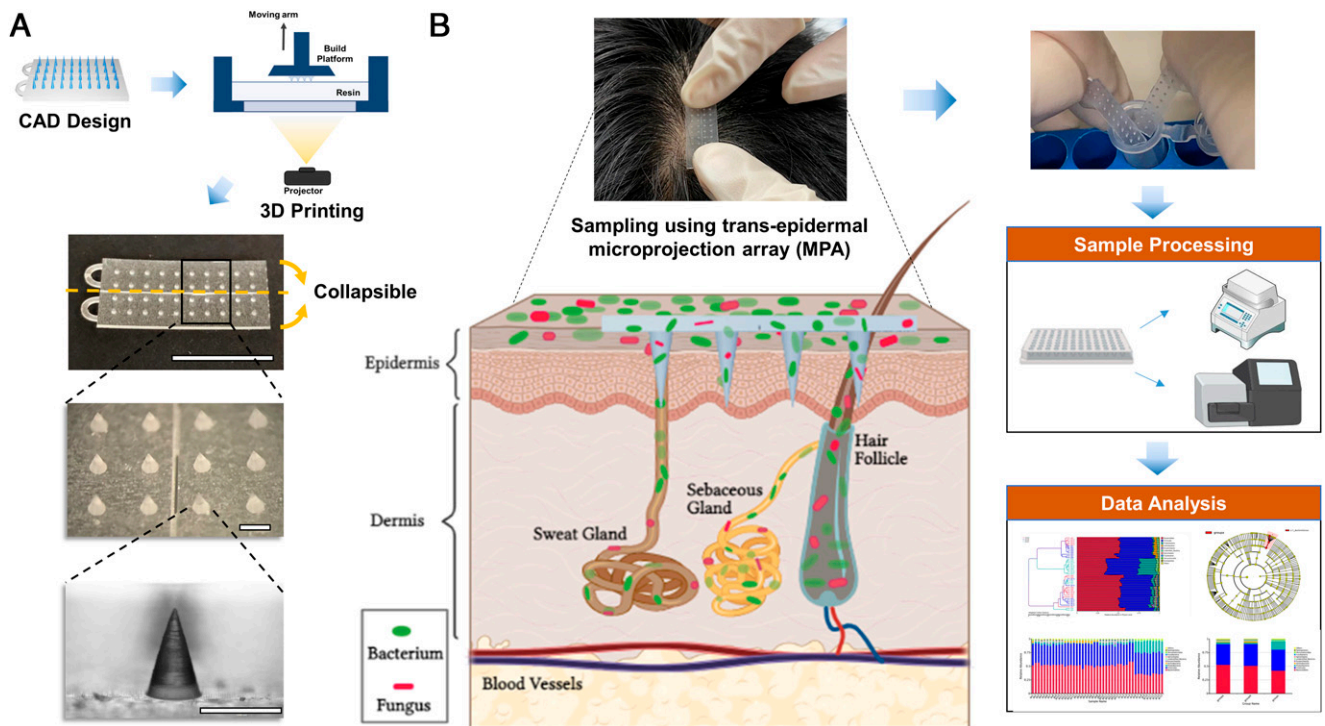 A
CAD Design
Moving arm
Build
Platform
Resin
Projector
3D Printing
Collapsible
B
Sampling using trans-epidermal
microprojection array (MPA)
Epidermis
Dermis
Sweat Gland
Sebaceous
Gland
Hair
Follicle
Blood Vessels
Bacterium
Fungus
Sample Processing
Data Analysis